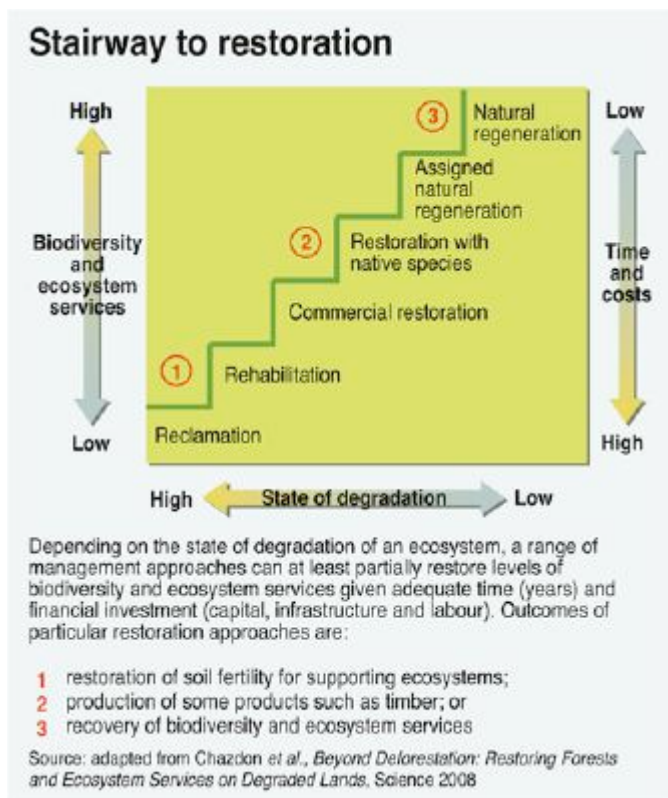 Stairway to restoration
High
Biodiversity
and
ecosystem
services
Low
3
Natural
regeneration
Assigned
natural
regeneration
2
Restoration with
native species
Commercial restoration
1
Rehabilitation
Reclamation
Low
Time
and
costs
High
High State of degradation Low
Depending on the state of degradation of an ecosystem, a range of
management approaches can at least partially restore levels of
biodiversity and ecosystem services given adequate time (years) and
financial investment (capital, infrastructure and labour). Outcomes of
particular restoration approaches are:
1 restoration of soil fertility for supporting ecosystems;
2 production of some products such as timber; or
3 recovery of biodiversity and ecosystem services
Source: adapted from Chazdon et al., Beyond Deforestation: Restoring Forests
and Ecosystem Services on Degraded Lands, Science 2008